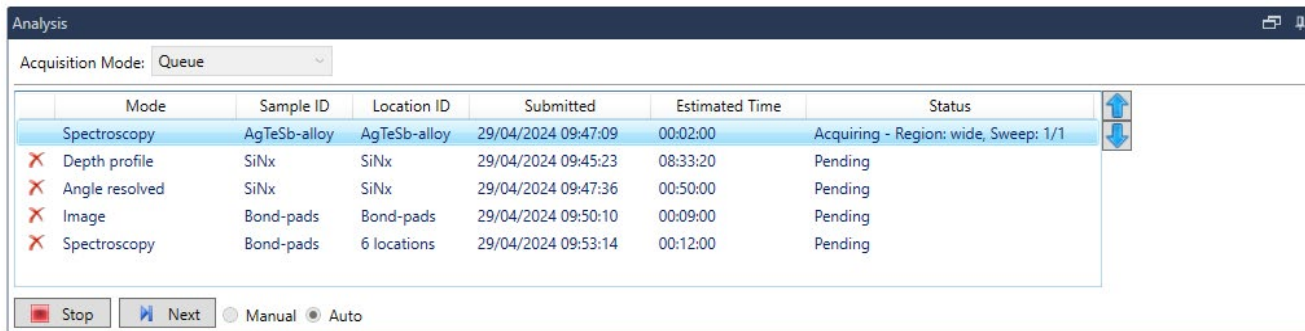 Analysis
Acquisition Mode: Queue
Mode Sample ID Location ID Submitted Estimated Time Status
Spectroscopy AgTeSb-alloy AgTeSb-alloy 29/04/2024 09:47:09 00:02:00 Acquiring - Region: wide, Sweep: 1/1
Depth profile SiNx SiNx 29/04/2024 09:45:23 08:33:20 Pending
Angle resolved SiNx SiNx 29/04/2024 09:47:36 00:50:00 Pending
Image Bond-pads Bond-pads 29/04/2024 09:50:10 00:09:00 Pending
Spectroscopy Bond-pads 6 locations 29/04/2024 09:53:14 00:12:00 Pending
Stop Next Manual Auto